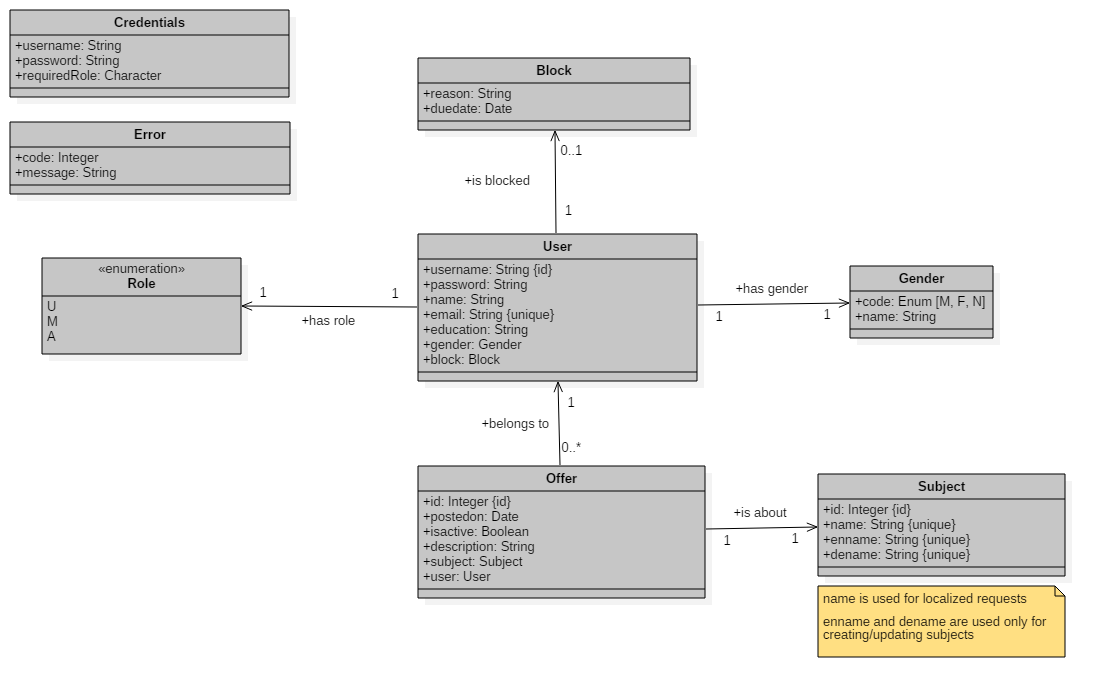 Credentials
+username: String
+password: String
+requiredRole: Character
Error
+code: Integer
+message: String
Block
+reason: String
+duedate: Date
0..1
+is blocked
1
«enumeration»
Role
U
M
A
1
1
+has role
User
+username: String {id}
+password: String
+name: String
+email: String {unique}
+education: String
+gender: Gender
+block: Block
+has gender
1
1
Gender
+code: Enum [M, F, N]
+name: String
1
+belongs to
0..*
Offer
+id: Integer {id}
+postedon: Date
+isactive: Boolean
+description: String
+subject: Subject
+user: User
+is about
1
1
Subject
+id: Integer {id}
+name: String {unique}
+enname: String {unique}
+dename: String {unique}
name is used for localized requests
enname and dename are used only for
creating/updating subjects